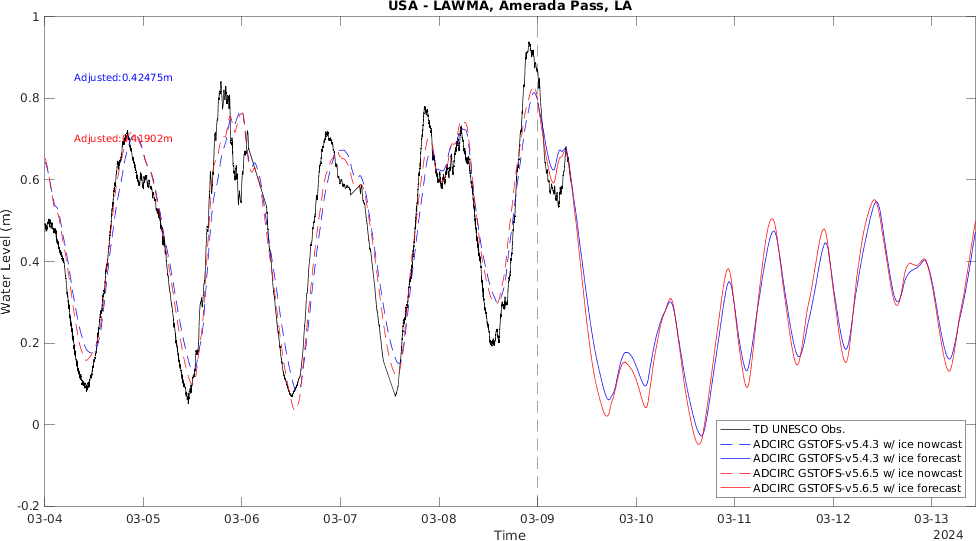 USA - LAWMA, Amerada Pass, LA
1
0.8
0.6
0.4
0.2
0
-0.2
Water Level (m)
Adjusted:0.42475m
Adjusted:0.41902m
TD UNESCO Obs.
ADCIRC GSTOFS-v5.4.3 w/ ice nowcast
ADCIRC GSTOFS-v5.4.3 w/ ice forecast
ADCIRC GSTOFS-v5.6.5 w/ ice nowcast
ADCIRC GSTOFS-v5.6.5 w/ ice forecast
03-04 03-05 03-06 03-07 03-08 03-09 03-10 03-11 03-12 03-13
Time
2024